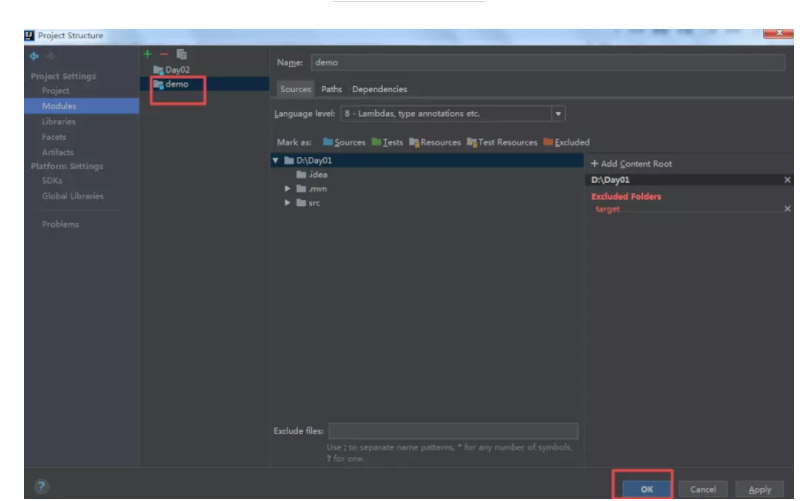 Project Structure
Project Settings
Project
Modules
Libraries
Facets
Artifacts
Platform Settings
SDKs
Global Libraries
Problems
Day02
demo
Name: demo
Sources Paths Dependencies
Language level: 8 - Lambdas, type annotations etc.
Mark as: Sources Tests Resources Test Resources Excluded
D:\Day01
.idea
.mvn
src
+ Add Content Root
D:\Day01
Excluded Folders
target
Exclude files:
Use ; to separate name patterns, * for any number of symbols,
? for one.
? OK Cancel Apply